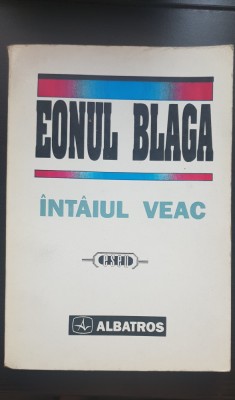 EONUL BLAGA
ÎNTÂIUL VEAC
ALBATROS